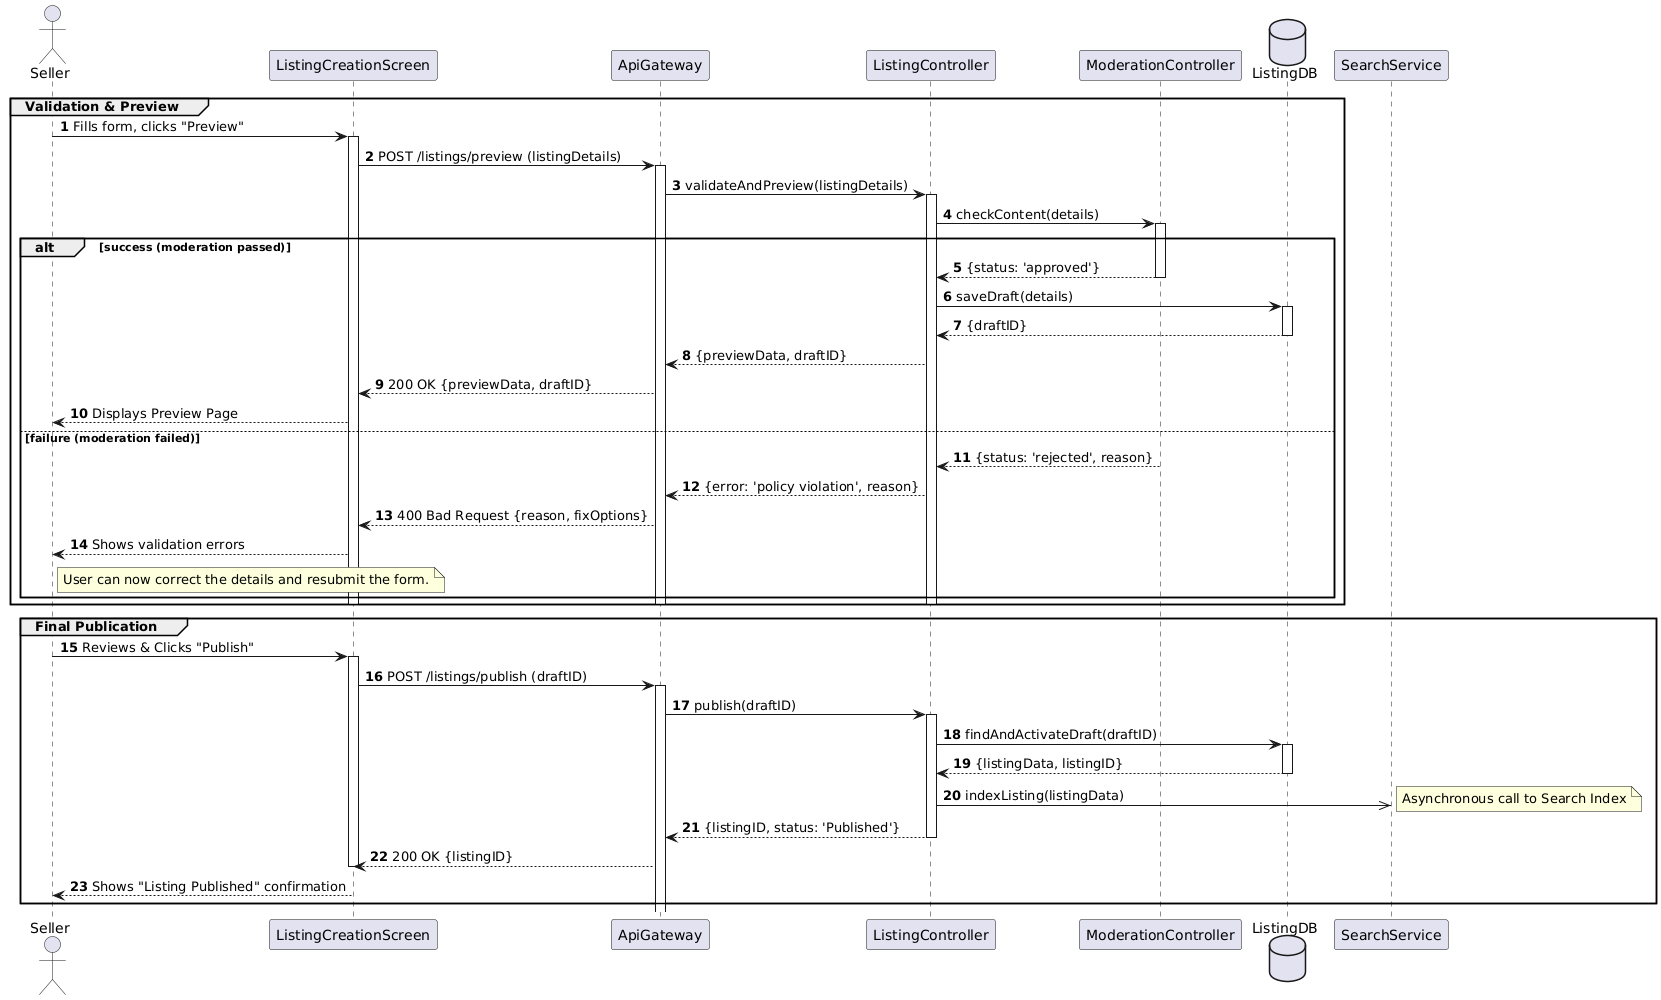 Seller
ListingCreationScreen
ApiGateway
ListingController
ModerationController
ListingDB
SearchService
Validation & Preview
1 Fills form, clicks "Preview"
2 POST /listings/preview (listingDetails)
3 validateAndPreview(listingDetails)
4 checkContent(details)
alt [success (moderation passed)]
5 {status: 'approved'}
6 saveDraft(details)
7 {draftID}
8 {previewData, draftID}
9 200 OK {previewData, draftID}
10 Displays Preview Page
[failure (moderation failed)]
11 {status: 'rejected', reason}
12 {error: 'policy violation', reason}
13 400 Bad Request {reason, fixOptions}
14 Shows validation errors
User can now correct the details and resubmit the form.
Final Publication
15 Reviews & Clicks "Publish"
16 POST /listings/publish (draftID)
17 publish(draftID)
18 findAndActivateDraft(draftID)
19 {listingData, listingID}
20 indexListing(listingData)
Asynchronous call to Search Index
21 {listingID, status: 'Published'}
22 200 OK {listingID}
23 Shows "Listing Published" confirmation
Seller
ListingCreationScreen
ApiGateway
ListingController
ModerationController
ListingDB
SearchService